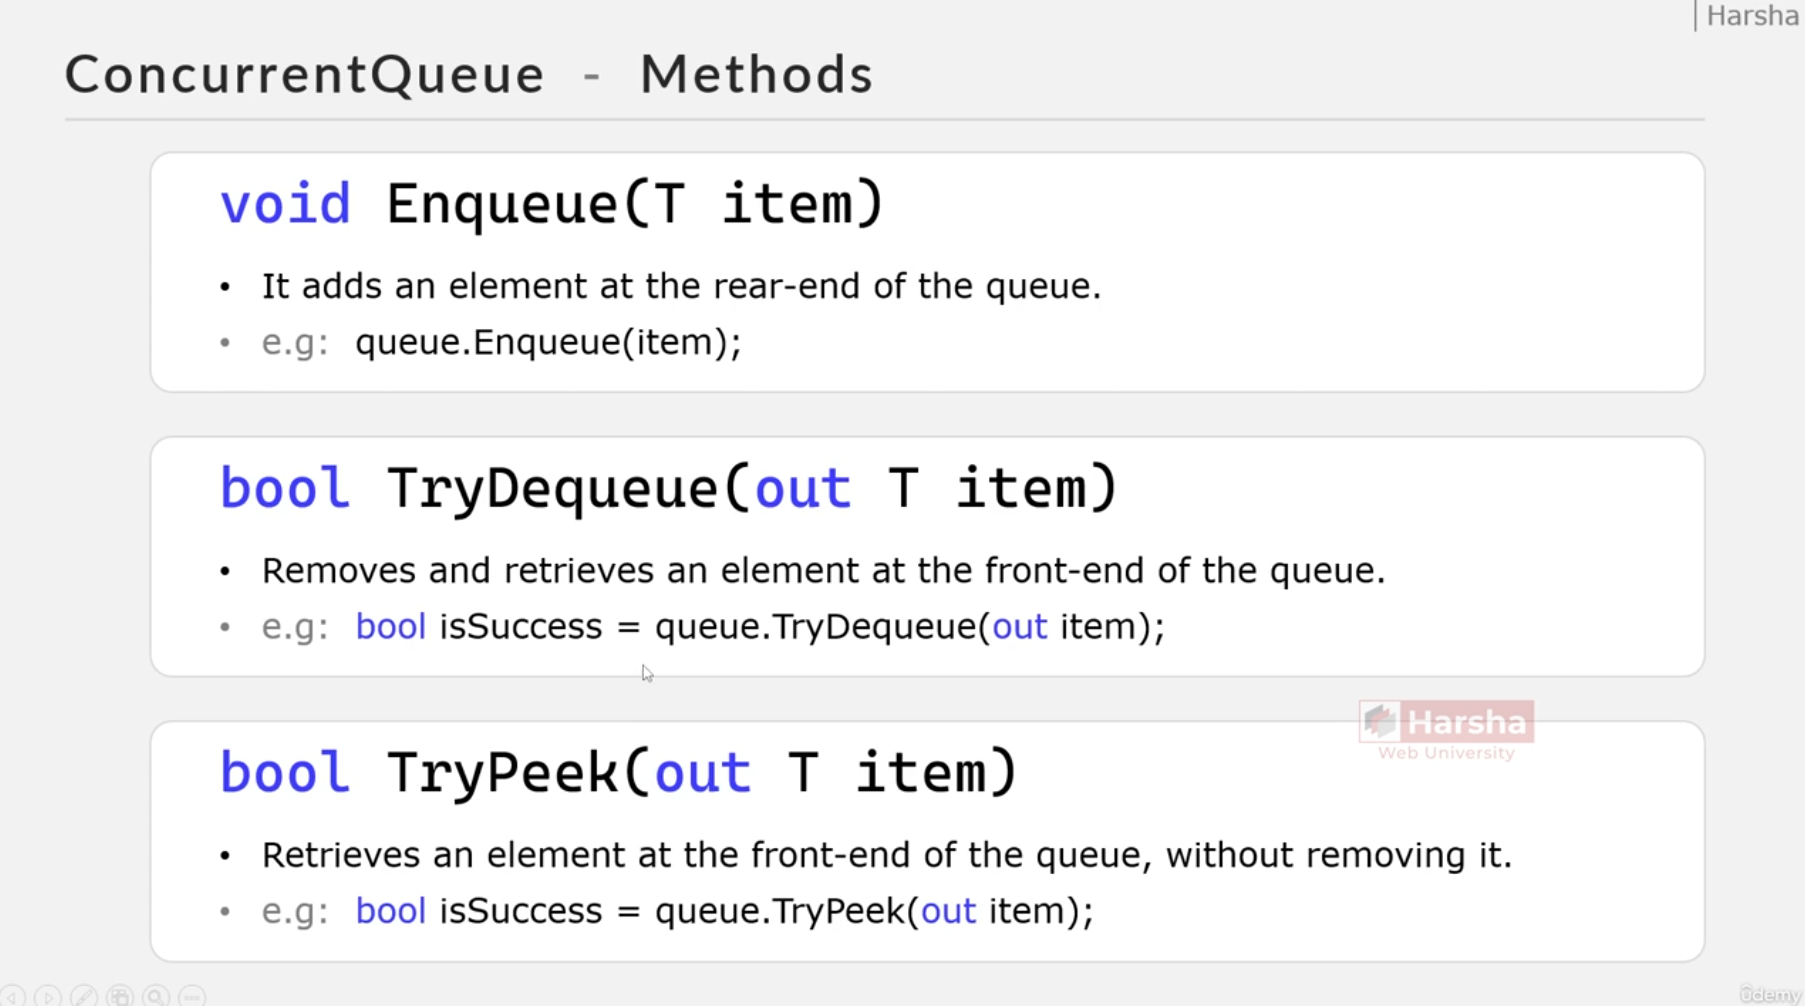 | Harsha
ConcurrentQueue - Methods
void Enqueue(T item)
• It adds an element at the rear-end of the queue.
• e.g: queue.Enqueue(item);
bool TryDequeue(out T item)
• Removes and retrieves an element at the front-end of the queue.
• e.g: bool isSuccess = queue.TryDequeue(out item);
Harsha
Web University
bool TryPeek(out T item)
• Retrieves an element at the front-end of the queue, without removing it.
• e.g: bool isSuccess = queue.TryPeek(out item);
ûdemy